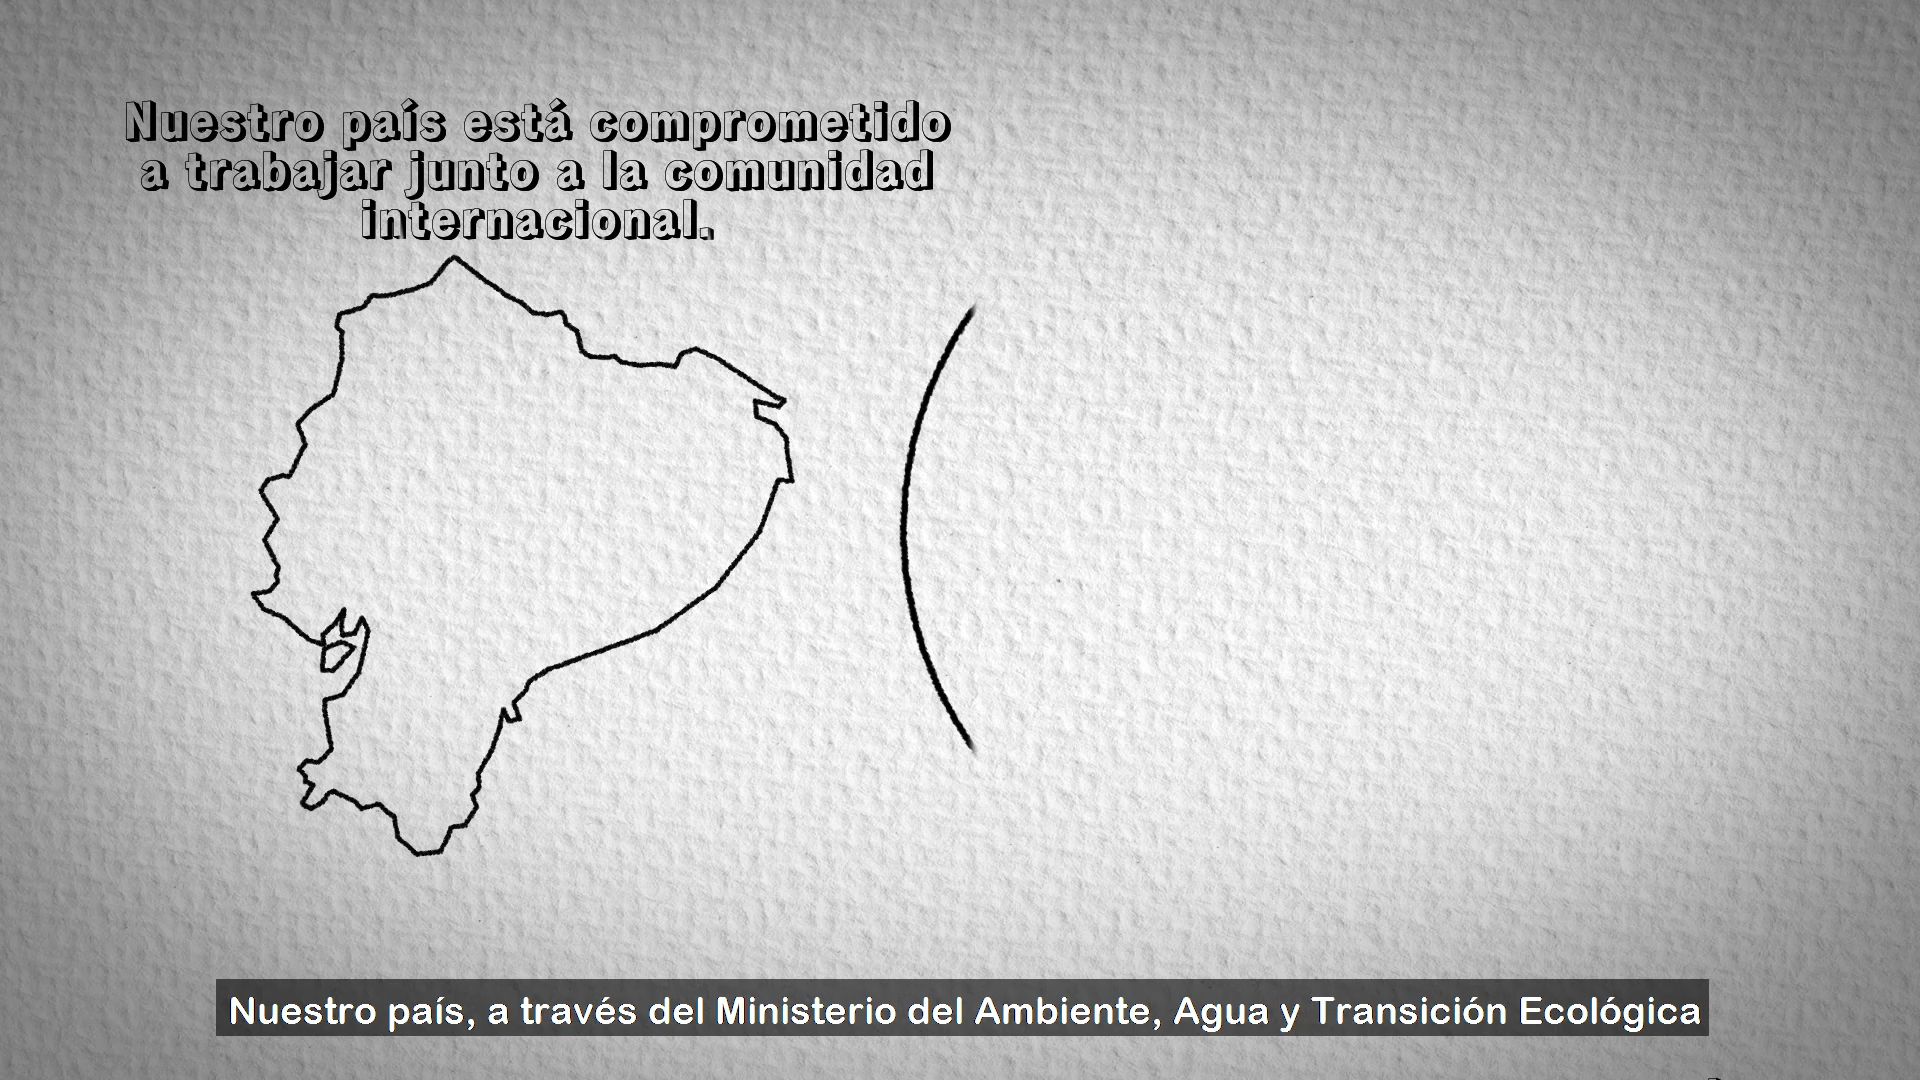 Nuestro país está comprometido
a trabajar junto a la comunidad
internacional.
Nuestro país, a través del Ministerio del Ambiente, Agua y Transición Ecológica